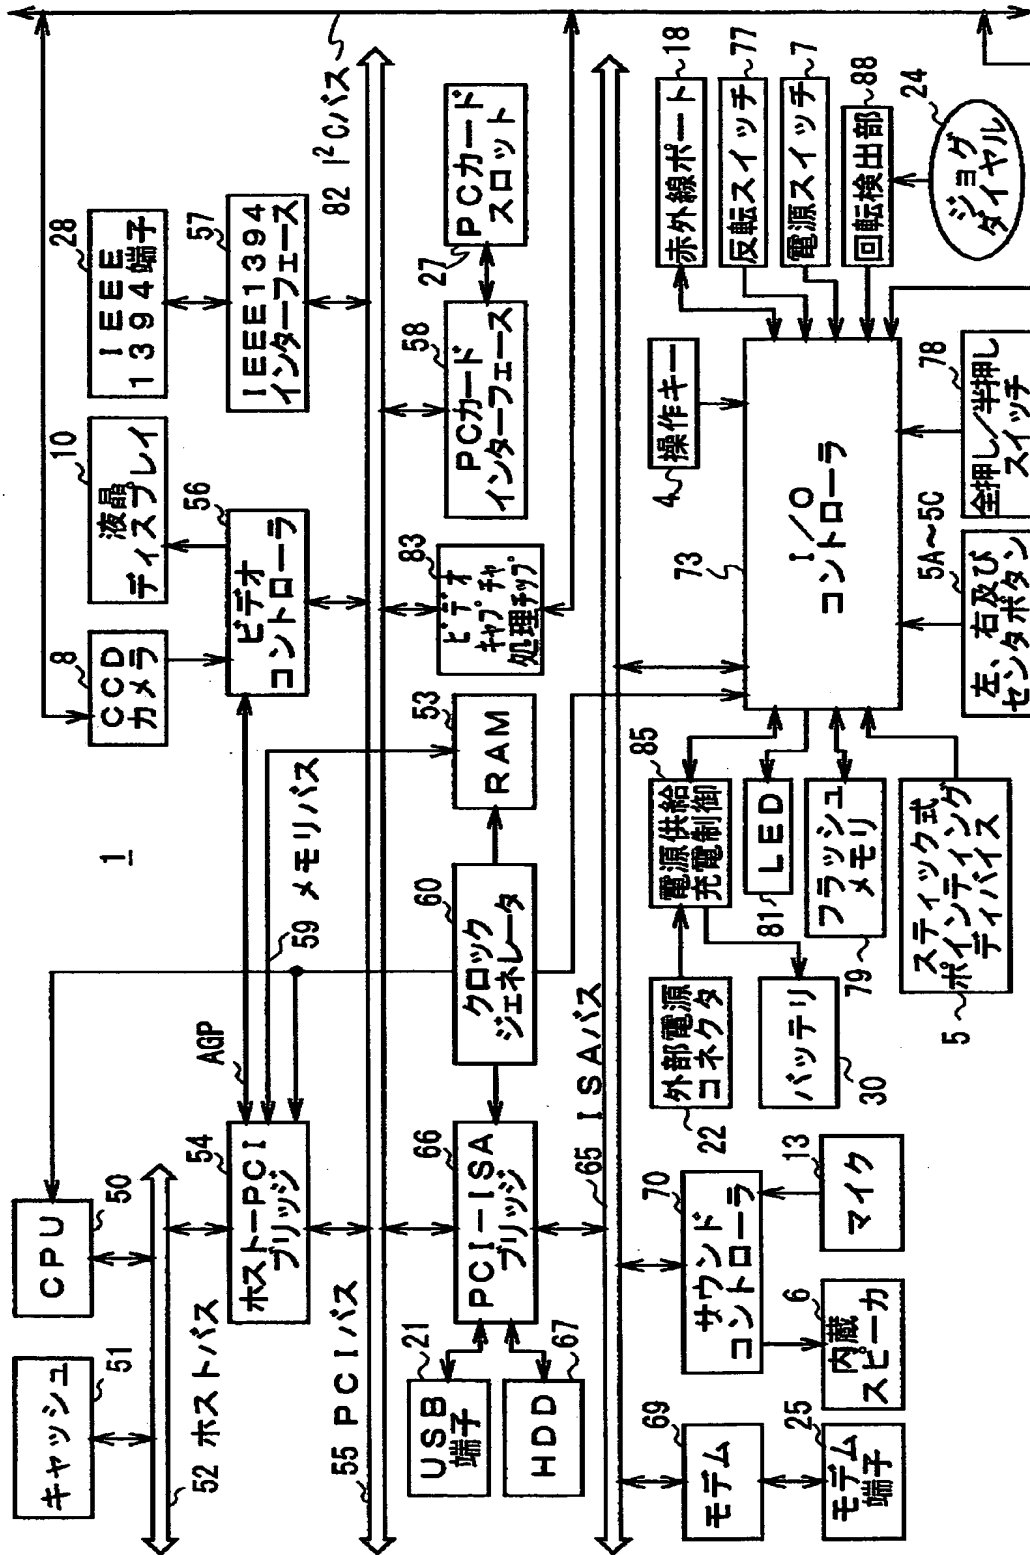 1
キャッシュ
51
CPU
50
52 ホストバス
ホストーPCI
ブリッジ
54
AGP
59 メモリバス
CCD
カメラ
8
液晶
ディスプレイ
10
ビデオ
コントローラ
56
IEEE
1394端子
28
IEEE1394
インターフェース
57
82 I²Cバス
55 PCIバス
USB
端子
21
HDD
67
PCIーISA
ブリッジ
66
クロック
ジェネレータ
60
RAM
53
ビデオ
キャプチャ
処理チップ
83
PCカード
インターフェース
58
PCカード
スロット
27
65 ISAバス
モデム
69
モデム
端子
25
サウンド
コントローラ
70
内蔵
スピーカ
6
マイク
13
外部電源
コネクタ
22
バッテリ
30
電源供給
充電制御
85
LED
81
フラッシュ
メモリ
79
スティック式
ポインティング
ディバイス
5
I/O
コントローラ
73
操作キー
4
左、右及び
センタボタン
5A~5C
全押し/半押し
スイッチ
78
赤外線ポート
18
反転スイッチ
77
電源スイッチ
7
回転検出部
88
ジョグ
ダイヤル
24